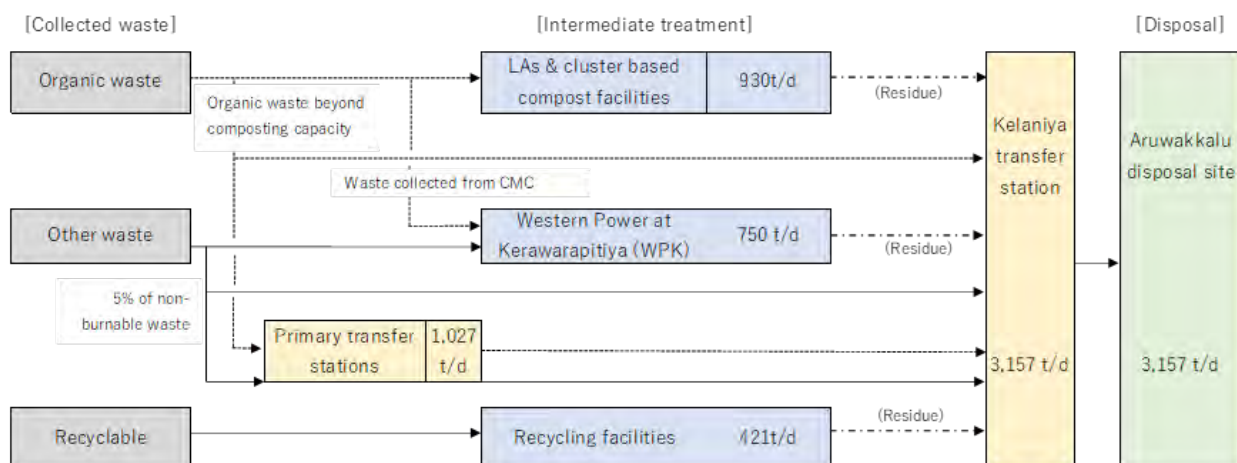 [Collected waste]
[Intermediate treatment]
[Disposal]
Organic waste
LAs & cluster based
compost facilities
930t/d
(Residue)
Organic waste beyond
composting capacity
Kelaniya
transfer
station
Aruwakkalu
disposal site
Waste collected from CMC
Other waste
Western Power at
Kerawarapitiya (WPK)
750 t/d
(Residue)
5% of non-
burnable waste
Primary transfer
stations
1,027
t/d
3,157 t/d
3,157 t/d
Recyclable
Recycling facilities
421t/d
(Residue)